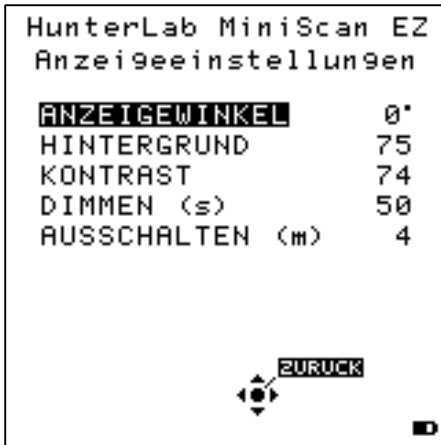 HunterLab MiniScan EZ
Anzeigeeinstellungen
ANZEIGEWINKEL 0°
HINTERGRUND 75
KONTRAST 74
DIMMEN (s) 50
AUSSCHALTEN (m) 4
ZURUCK